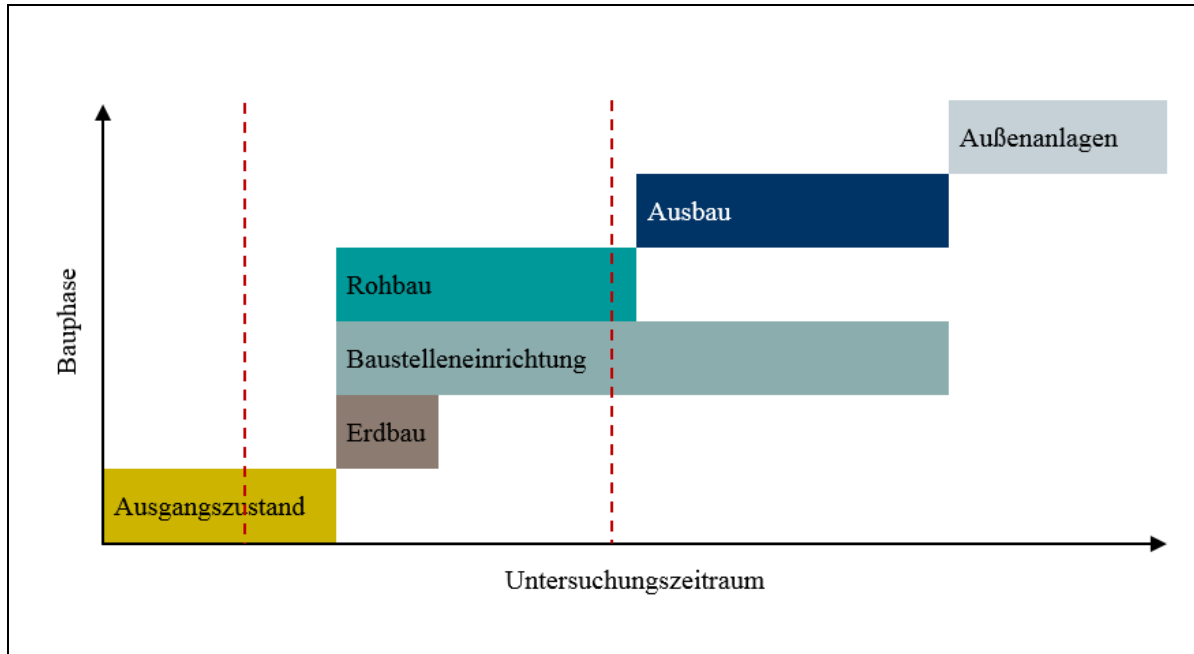 Außenanlagen
Ausbau
Rohbau
Baustelleneinrichtung
Erdbau
Ausgangszustand
Bauphase
Untersuchungszeitraum